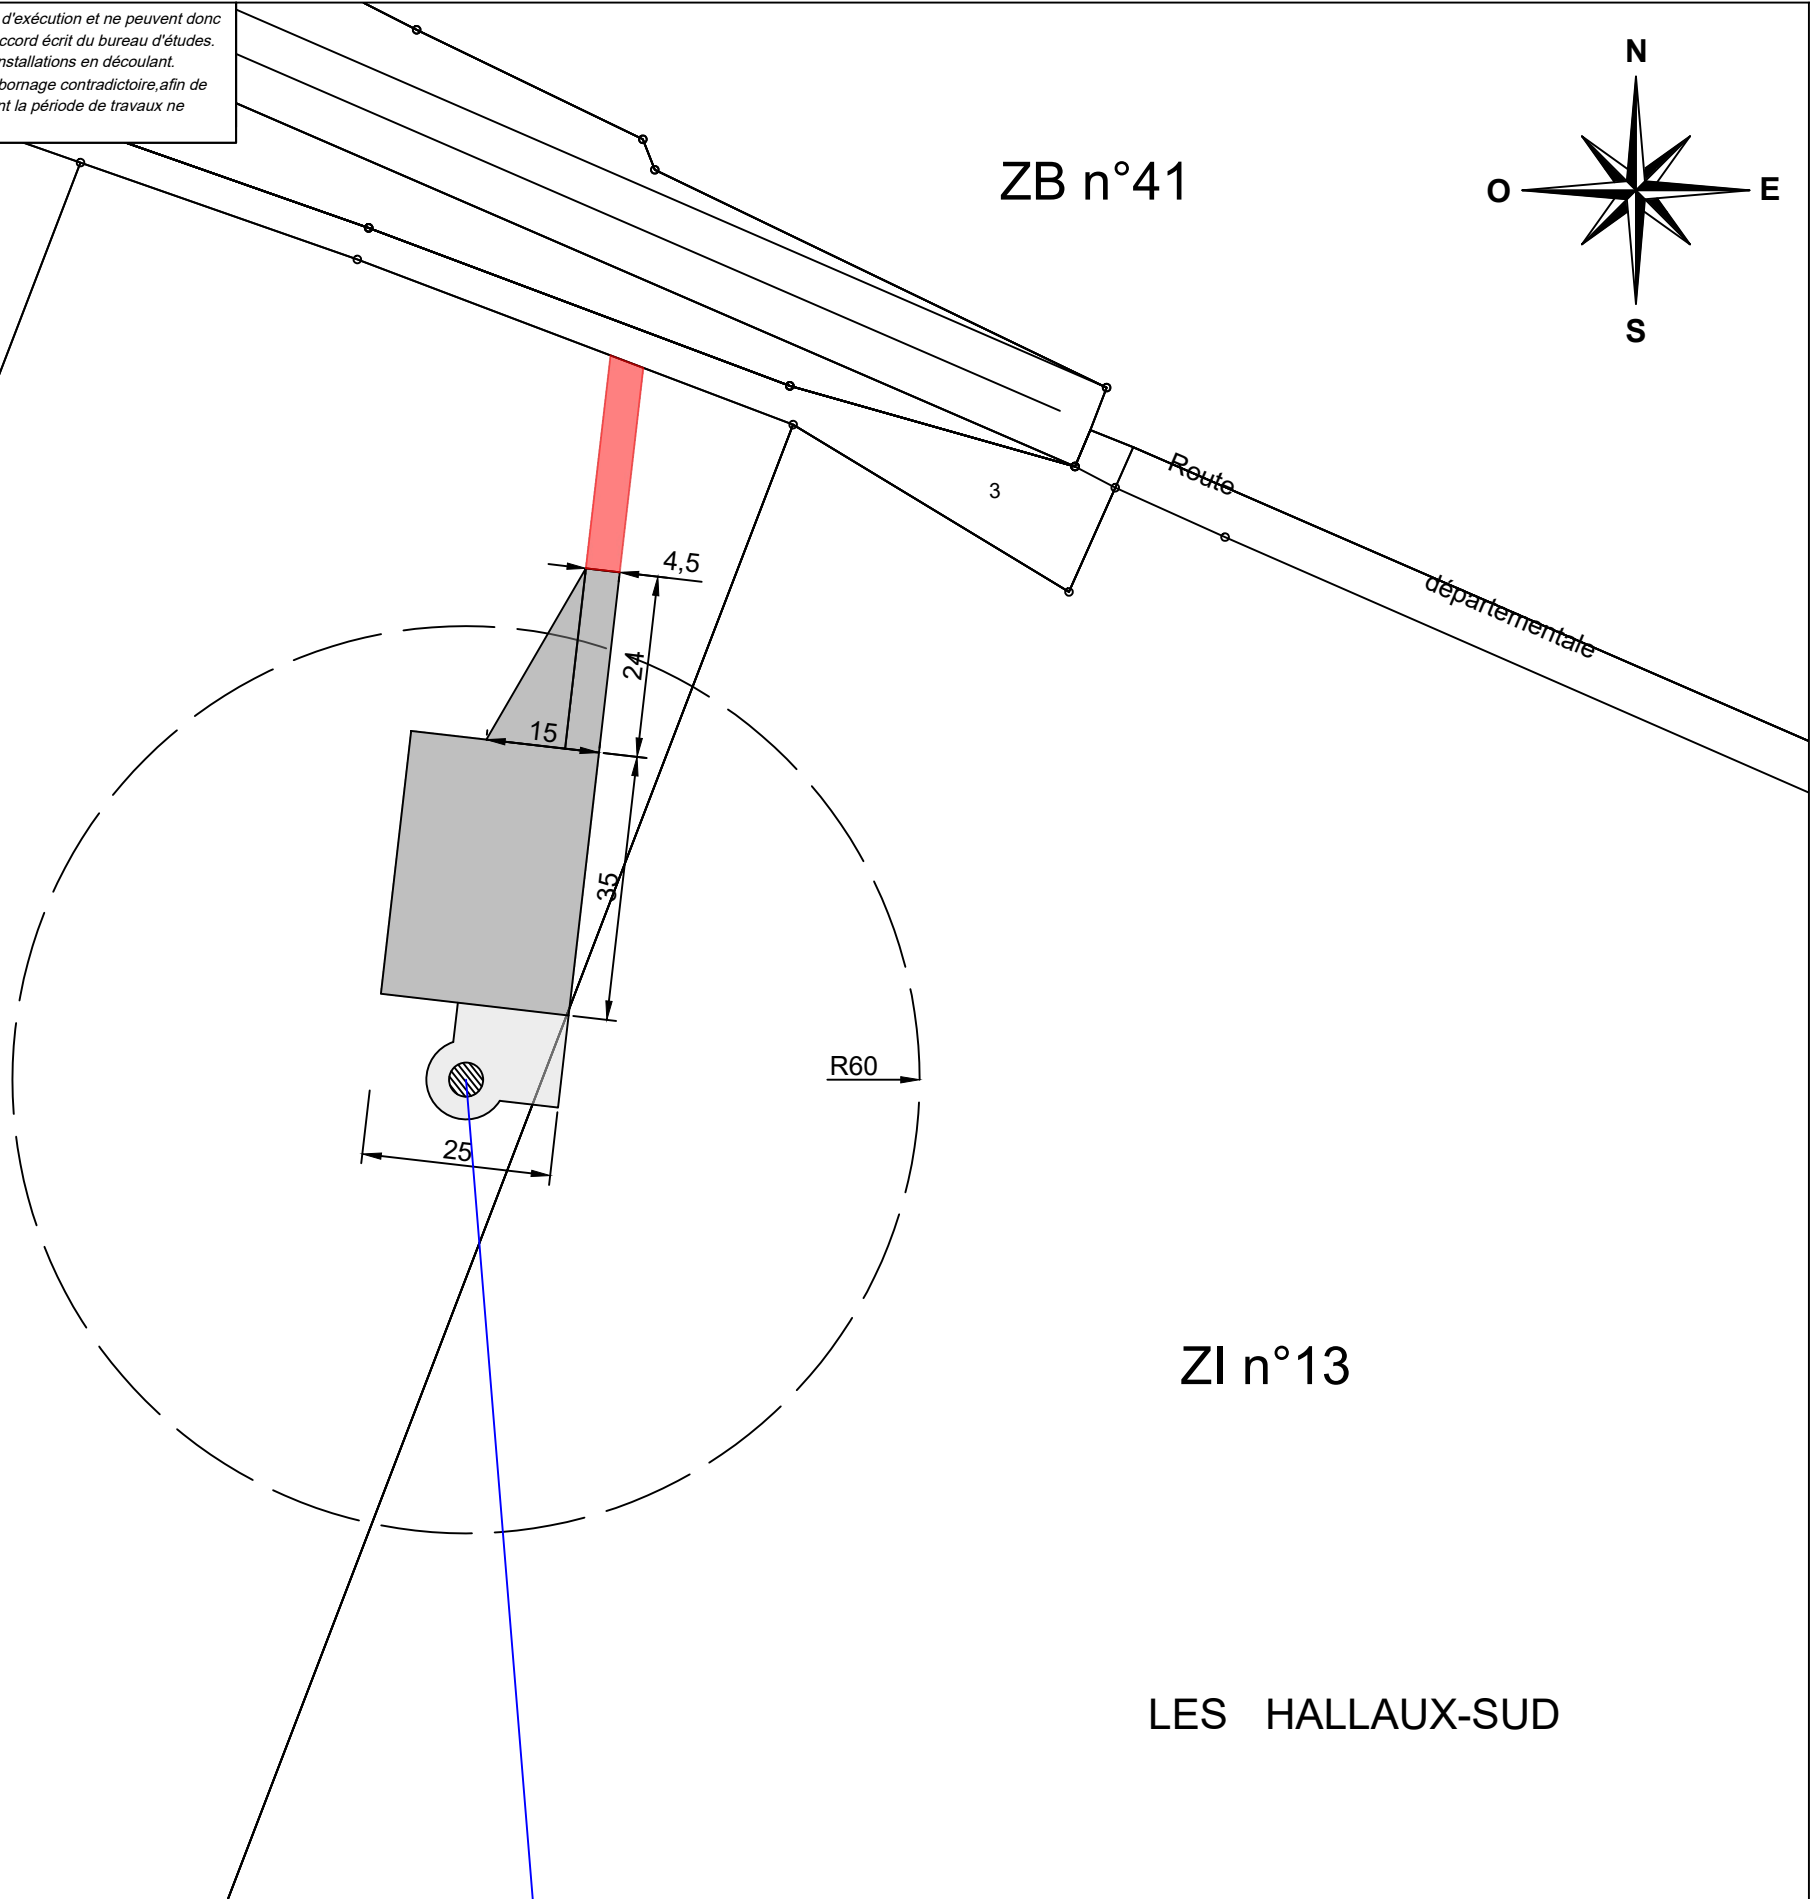 d'exécution et ne peuvent donc
ccord écrit du bureau d'études.
nstallations en découlant.
bornage contradictoire,afin de
nt la période de travaux ne
N
ZB n°41
O
E
S
Route
3
départementale
4,5
24
15
35
R60
25
ZI n°13
LES HALLAUX-SUD